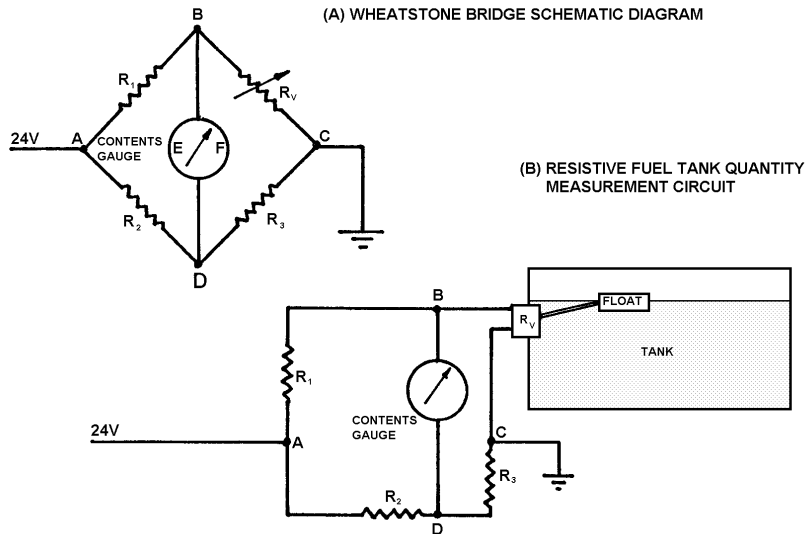 (A) WHEATSTONE BRIDGE SCHEMATIC DIAGRAM
B
R1
RV
24V
A
CONTENTS
GAUGE
E
F
C
R2
R3
D
(B) RESISTIVE FUEL TANK QUANTITY
MEASUREMENT CIRCUIT
B
RV
FLOAT
TANK
R1
CONTENTS
GAUGE
24V
A
C
R3
R2
D